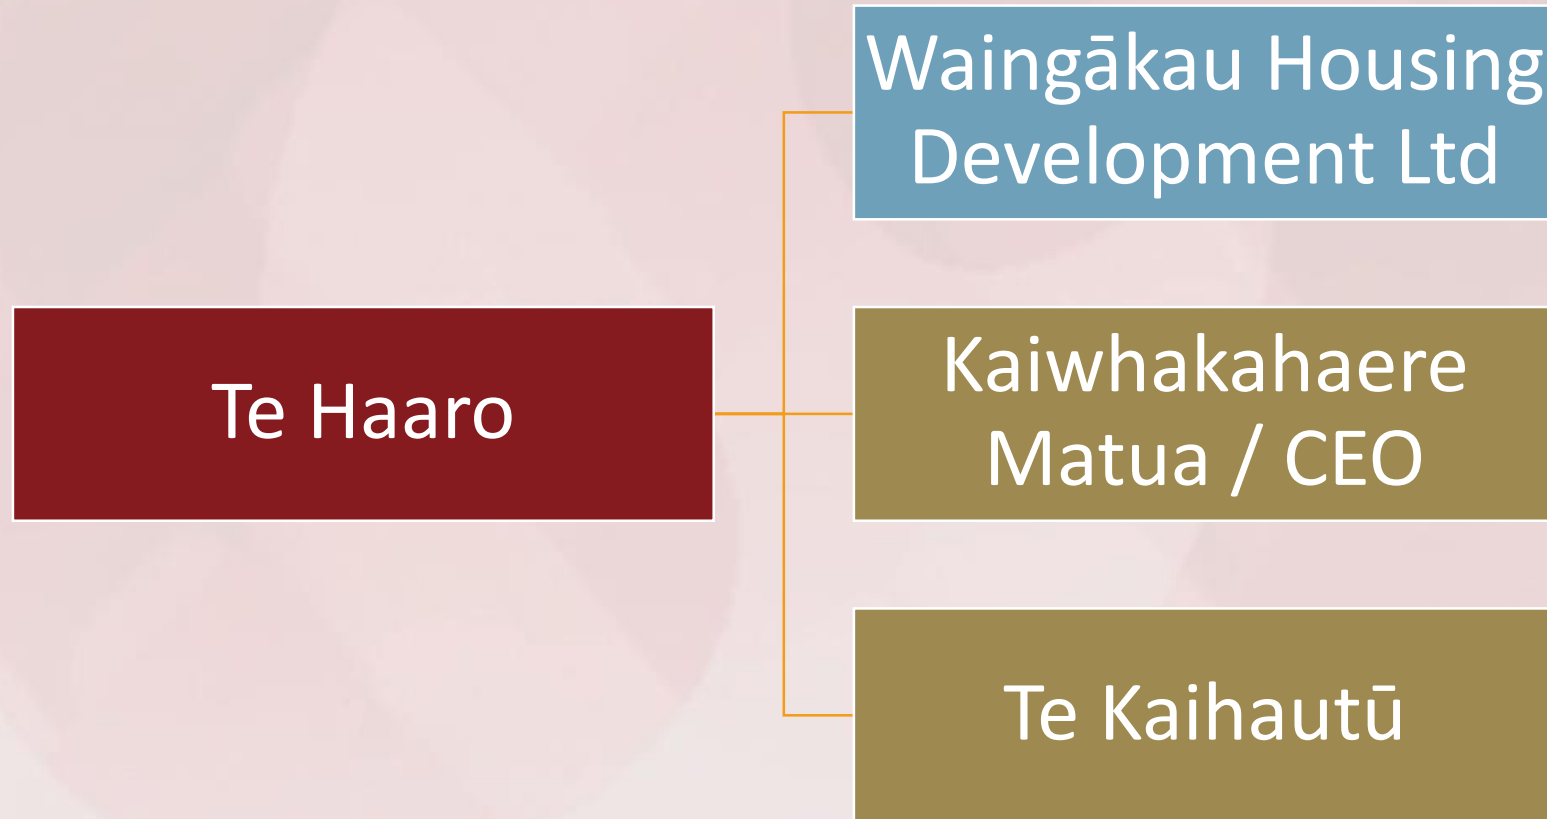 Waingākau Housing
Development Ltd
Te Haaro
Kaiwhakahaere
Matua / CEO
Te Kaihautū